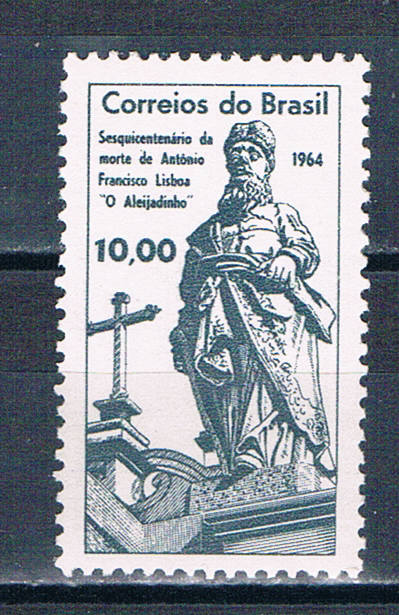 Correios do Brasil
Sesquicentenário da
morte de Antônio
Francisco Lisboa
"O Aleijadinho"
1964
10,00